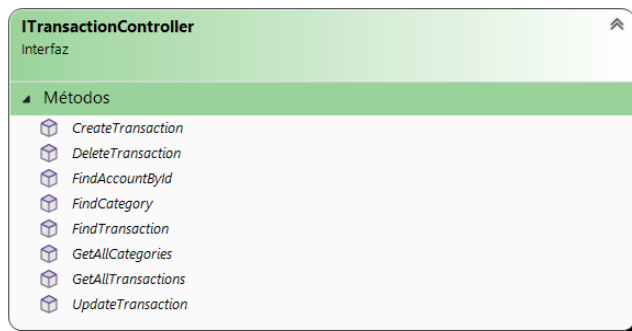 ITransactionController
Interfaz
Métodos
CreateTransaction
DeleteTransaction
FindAccountById
FindCategory
FindTransaction
GetAllCategories
GetAllTransactions
UpdateTransaction